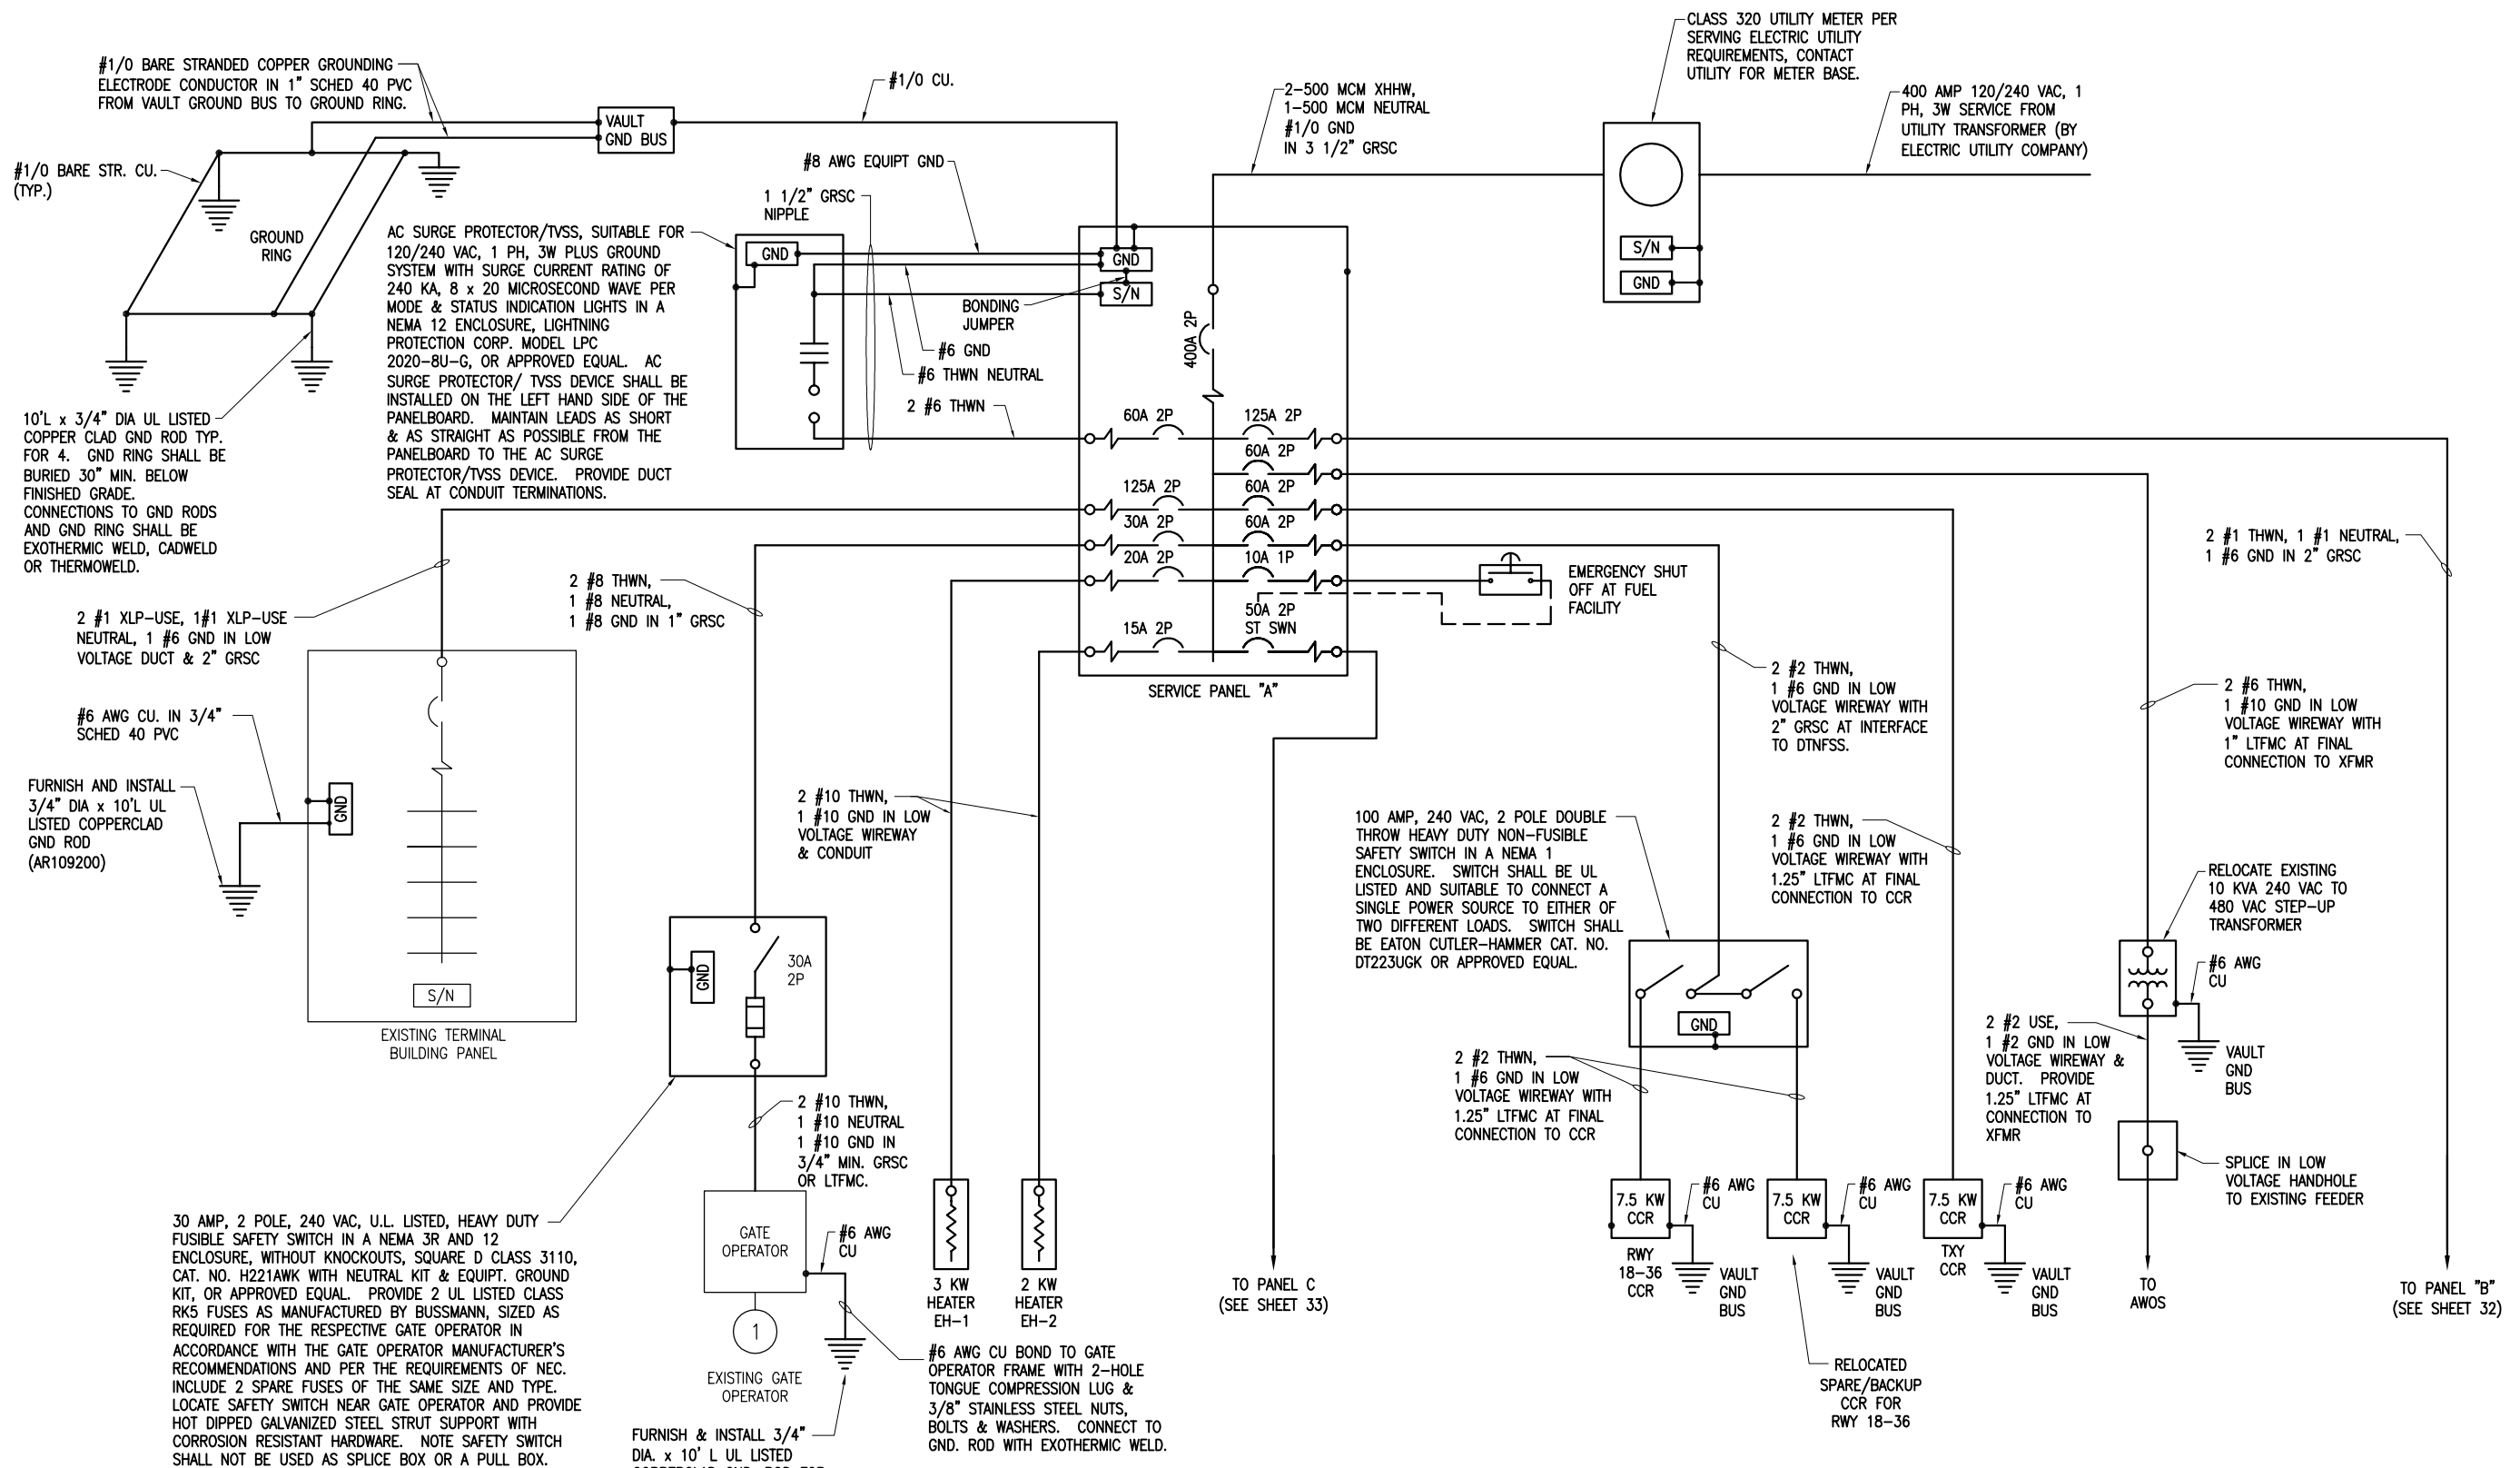 #1/0 BARE STRANDED COPPER GROUNDING
ELECTRODE CONDUCTOR IN 1" SCHED 40 PVC
FROM VAULT GROUND BUS TO GROUND RING.
#1/0 BARE STR. CU.
(TYP.)
GROUND
RING
VAULT
GND BUS
#1/0 CU.
#8 AWG EQUIPT GND
1 1/2" GRSC
NIPPLE
AC SURGE PROTECTOR/TVSS, SUITABLE FOR
120/240 VAC, 1 PH, 3W PLUS GROUND
SYSTEM WITH SURGE CURRENT RATING OF
240 KA, 8 x 20 MICROSECOND WAVE PER
MODE & STATUS INDICATION LIGHTS IN A
NEMA 12 ENCLOSURE, LIGHTNING
PROTECTION CORP. MODEL LPC
2020-8U-G, OR APPROVED EQUAL. AC
SURGE PROTECTOR/ TVSS DEVICE SHALL BE
INSTALLED ON THE LEFT HAND SIDE OF THE
PANELBOARD. MAINTAIN LEADS AS SHORT
& AS STRAIGHT AS POSSIBLE FROM THE
PANELBOARD TO THE AC SURGE
PROTECTOR/TVSS DEVICE. PROVIDE DUCT
SEAL AT CONDUIT TERMINATIONS.
10'L x 3/4" DIA UL LISTED
COPPER CLAD GND ROD TYP.
FOR 4. GND RING SHALL BE
BURIED 30" MIN. BELOW
FINISHED GRADE.
CONNECTIONS TO GND RODS
AND GND RING SHALL BE
EXOTHERMIC WELD, CADWELD
OR THERMOWELD.
GND
GND
S/N
BONDING
JUMPER
#6 GND
#6 THWN NEUTRAL
2 #6 THWN
2-500 MCM XHHW,
1-500 MCM NEUTRAL
#1/0 GND
IN 3 1/2" GRSC
CLASS 320 UTILITY METER PER
SERVING ELECTRIC UTILITY
REQUIREMENTS, CONTACT
UTILITY FOR METER BASE.
400 AMP 120/240 VAC, 1
PH, 3W SERVICE FROM
UTILITY TRANSFORMER (BY
ELECTRIC UTILITY COMPANY)
S/N
GND
400A 2P
60A 2P
125A 2P
60A 2P
125A 2P
60A 2P
30A 2P
60A 2P
20A 2P
10A 1P
50A 2P
ST SWN
15A 2P
SERVICE PANEL "A"
EMERGENCY SHUT
OFF AT FUEL
FACILITY
2 #1 THWN, 1 #1 NEUTRAL,
1 #6 GND IN 2" GRSC
2 #1 XLP-USE, 1#1 XLP-USE
NEUTRAL, 1 #6 GND IN LOW
VOLTAGE DUCT & 2" GRSC
2 #8 THWN,
1 #8 NEUTRAL,
1 #8 GND IN 1" GRSC
#6 AWG CU. IN 3/4"
SCHED 40 PVC
FURNISH AND INSTALL
3/4" DIA x 10'L UL
LISTED COPPERCLAD
GND ROD
(AR109200)
GND
S/N
EXISTING TERMINAL
BUILDING PANEL
2 #10 THWN,
1 #10 GND IN LOW
VOLTAGE WIREWAY
& CONDUIT
GND
30A
2P
2 #10 THWN,
1 #10 NEUTRAL
1 #10 GND IN
3/4" MIN. GRSC
OR LTFMC.
30 AMP, 2 POLE, 240 VAC, U.L. LISTED, HEAVY DUTY
FUSIBLE SAFETY SWITCH IN A NEMA 3R AND 12
ENCLOSURE, WITHOUT KNOCKOUTS, SQUARE D CLASS 3110,
CAT. NO. H221AWK WITH NEUTRAL KIT & EQUIPT. GROUND
KIT, OR APPROVED EQUAL. PROVIDE 2 UL LISTED CLASS
RK5 FUSES AS MANUFACTURED BY BUSSMANN, SIZED AS
REQUIRED FOR THE RESPECTIVE GATE OPERATOR IN
ACCORDANCE WITH THE GATE OPERATOR MANUFACTURER'S
RECOMMENDATIONS AND PER THE REQUIREMENTS OF NEC.
INCLUDE 2 SPARE FUSES OF THE SAME SIZE AND TYPE.
LOCATE SAFETY SWITCH NEAR GATE OPERATOR AND PROVIDE
HOT DIPPED GALVANIZED STEEL STRUT SUPPORT WITH
CORROSION RESISTANT HARDWARE. NOTE SAFETY SWITCH
SHALL NOT BE USED AS SPLICE BOX OR A PULL BOX.
GATE
OPERATOR
1
EXISTING GATE
OPERATOR
#6 AWG
CU
FURNISH & INSTALL 3/4"
DIA. x 10' L UL LISTED
#6 AWG CU BOND TO GATE
OPERATOR FRAME WITH 2-HOLE
TONGUE COMPRESSION LUG &
3/8" STAINLESS STEEL NUTS,
BOLTS & WASHERS. CONNECT TO
GND. ROD WITH EXOTHERMIC WELD.
3 KW
HEATER
EH-1
2 KW
HEATER
EH-2
TO PANEL C
(SEE SHEET 33)
100 AMP, 240 VAC, 2 POLE DOUBLE
THROW HEAVY DUTY NON-FUSIBLE
SAFETY SWITCH IN A NEMA 1
ENCLOSURE. SWITCH SHALL BE UL
LISTED AND SUITABLE TO CONNECT A
SINGLE POWER SOURCE TO EITHER OF
TWO DIFFERENT LOADS. SWITCH SHALL
BE EATON CUTLER-HAMMER CAT. NO.
DT223UGK OR APPROVED EQUAL.
2 #2 THWN,
1 #6 GND IN LOW
VOLTAGE WIREWAY WITH
2" GRSC AT INTERFACE
TO DTNFSS.
2 #2 THWN,
1 #6 GND IN LOW
VOLTAGE WIREWAY WITH
1.25" LTFMC AT FINAL
CONNECTION TO CCR
2 #6 THWN,
1 #10 GND IN LOW
VOLTAGE WIREWAY WITH
1" LTFMC AT FINAL
CONNECTION TO XFMR
RELOCATE EXISTING
10 KVA 240 VAC TO
480 VAC STEP-UP
TRANSFORMER
#6 AWG
CU
VAULT
GND
BUS
GND
2 #2 THWN,
1 #6 GND IN LOW
VOLTAGE WIREWAY WITH
1.25" LTFMC AT FINAL
CONNECTION TO CCR
2 #2 USE,
1 #2 GND IN LOW
VOLTAGE WIREWAY &
DUCT. PROVIDE
1.25" LTFMC AT
CONNECTION TO
XFMR
SPLICE IN LOW
VOLTAGE HANDHOLE
TO EXISTING FEEDER
7.5 KW
CCR
#6 AWG
CU
RWY
18-36
CCR
VAULT
GND
BUS
7.5 KW
CCR
#6 AWG
CU
VAULT
GND
BUS
RELOCATED
SPARE/BACKUP
CCR FOR
RWY 18-36
7.5 KW
CCR
#6 AWG
CU
TXY
CCR
VAULT
GND
BUS
TO
AWOS
TO PANEL "B"
(SEE SHEET 32)